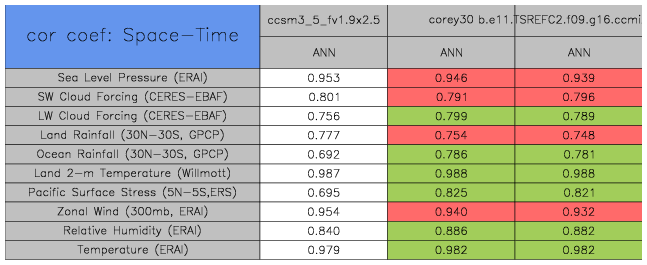 cor coef: Space-Time ccsm3_5_fv1.9x2.5 corey30 b.e11.TSREFC2.f09.g16.ccmi
ANN ANN ANN
Sea Level Pressure (ERAI) 0.953 0.946 0.939
SW Cloud Forcing (CERES-EBAF) 0.801 0.791 0.796
LW Cloud Forcing (CERES-EBAF) 0.756 0.799 0.789
Land Rainfall (30N-30S, GPCP) 0.777 0.754 0.748
Ocean Rainfall (30N-30S, GPCP) 0.692 0.786 0.781
Land 2-m Temperature (Willmott) 0.987 0.988 0.988
Pacific Surface Stress (5N-5S,ERS) 0.695 0.825 0.821
Zonal Wind (300mb, ERAI) 0.954 0.940 0.932
Relative Humidity (ERAI) 0.840 0.886 0.882
Temperature (ERAI) 0.979 0.982 0.982